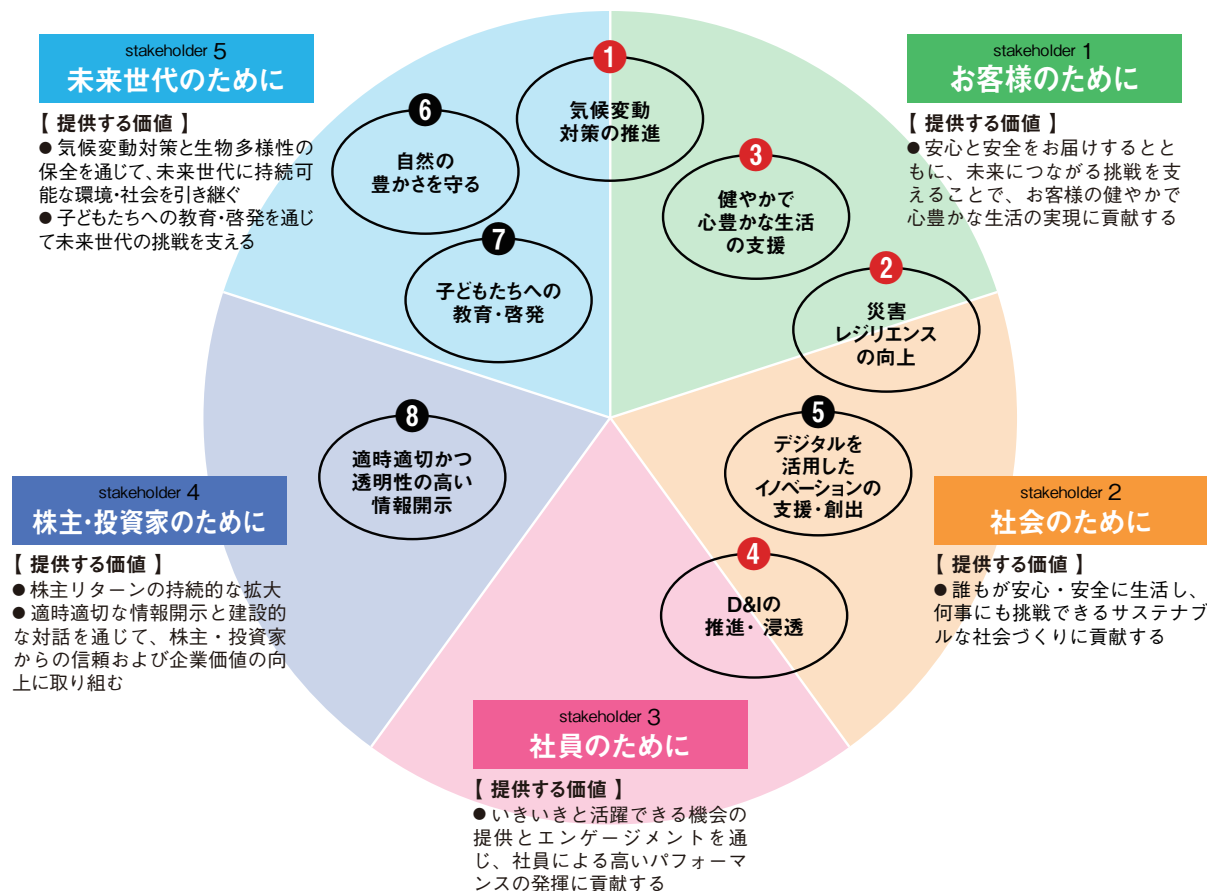 stakeholder 5
未来世代のために
【 提供する価値 】
● 気候変動対策と生物多様性の
保全を通じて、未来世代に持続可
能な環境・社会を引き継ぐ
● 子どもたちへの教育・啓発を通じ
て未来世代の挑戦を支える
stakeholder 1
お客様のために
【 提供する価値 】
● 安心と安全をお届けするとと
もに、未来につながる挑戦を支
えることで、お客様の健やかで
心豊かな生活の実現に貢献する
1
気候変動
対策の推進
6
自然の
豊かさを守る
3
健やかで
心豊かな生活
の支援
7
子どもたちへの
教育・啓発
2
災害
レジリエンス
の向上
8
適時適切かつ
透明性の高い
情報開示
5
デジタルを
活用した
イノベーションの
支援・創出
4
D&Iの
推進・浸透
stakeholder 4
株主・投資家のために
【 提供する価値 】
● 株主リターンの持続的な拡大
● 適時適切な情報開示と建設的
な対話を通じて、株主・投資家
からの信頼および企業価値の向
上に取り組む
stakeholder 2
社会のために
【 提供する価値 】
● 誰もが安心・安全に生活し、
何事にも挑戦できるサステナブ
ルな社会づくりに貢献する
stakeholder 3
社員のために
【 提供する価値 】
● いきいきと活躍できる機会の
提供とエンゲージメントを通
じ、社員による高いパフォーマ
ンスの発揮に貢献する